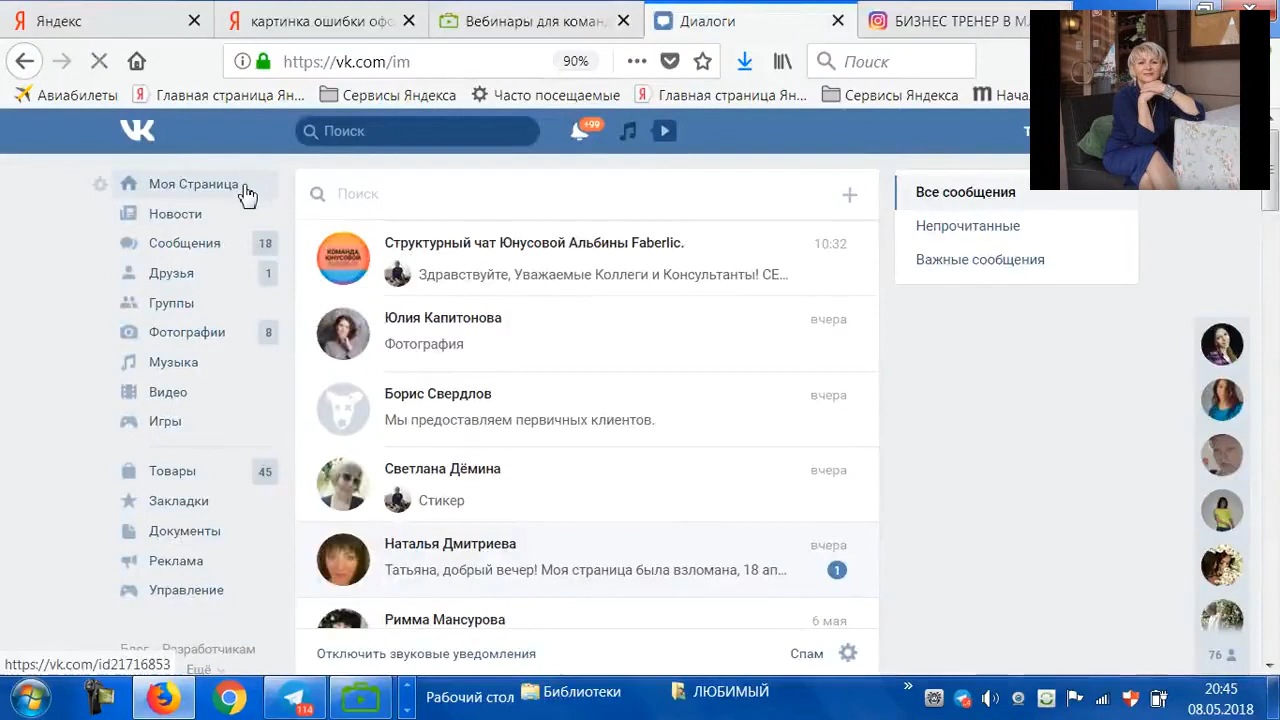 Яндекс
картинка ошибки офо
Вебинары для команд
Диалоги
БИЗНЕС ТРЕНЕР В М
https://vk.com/im
90%
Поиск
Авиабилеты
Главная страница Ян...
Сервисы Яндекса
Часто посещаемые
Главная страница Ян...
Сервисы Яндекса
Нача
Поиск
+99
Моя Страница
Новости
Сообщения 18
Друзья 1
Группы
Фотографии 8
Музыка
Видео
Игры
Товары 45
Закладки
Документы
Реклама
Управление
Блог Разработчикам
Ещё
Поиск
Структурный чат Юнусовой Альбины Faberlic. 10:32
КОМАНДА
ЮНУСОВОЙ
Здравствуйте, Уважаемые Коллеги и Консультанты! СЕ...
Юлия Капитонова вчера
Фотография
Борис Свердлов вчера
Мы предоставляем первичных клиентов.
Светлана Дёмина вчера
Стикер
Наталья Дмитриева вчера
Татьяна, добрый вечер! Моя страница была взломана, 18 ап... 1
Римма Мансурова 6 мая
Отключить звуковые уведомления Спам
Все сообщения
Непрочитанные
Важные сообщения
76
https://vk.com/id21716853
114
Рабочий стол
Библиотеки
ЛЮБИМЫЙ
20:45
08.05.2018